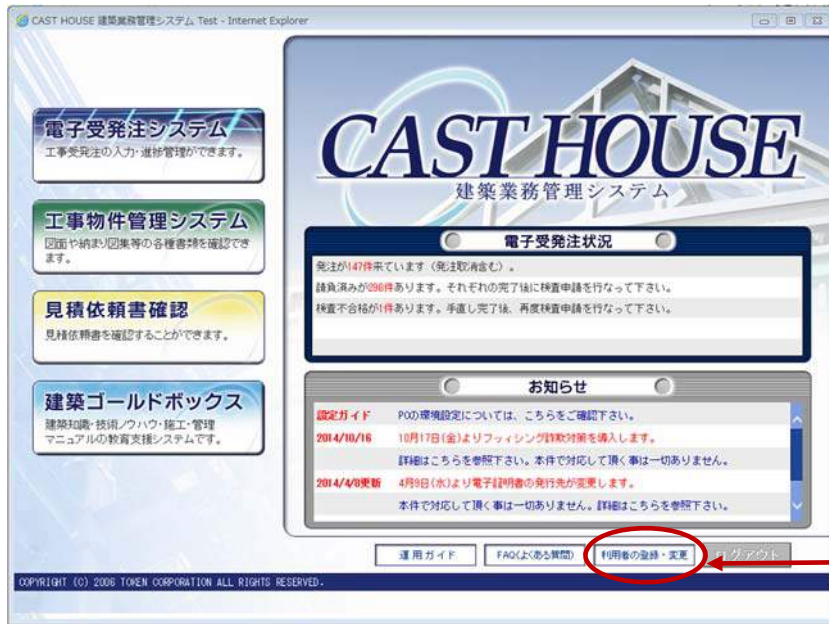 CAST HOUSE 建築業務管理システム Test - Internet Explorer
電子受発注システム
工事受発注の入力・進捗管理ができます。
工事物件管理システム
図面や納まり図集等の各種書類を確認でき
ます。
見積依頼書確認
見積依頼書を確認することができます。
建築ゴールドボックス
建築知識・技術ノウハウ・施工・管理
マニュアルの教育支援システムです。
CAST HOUSE
建築業務管理システム
電子受発注状況
発注が147件来ています（発注取消含む）。
請負済みが298件あります。それぞれの完了後に検査申請を行なって下さい。
検査不合格が1件あります。手直し完了後、再度検査申請を行なって下さい。
お知らせ
設定ガイド PCの環境設定については、こちらをご確認下さい。
2014/10/16 10月17日(金)よりフィッシング詐欺対策を導入します。
詳細はこちらを参照下さい。本件で対応して頂く事は一切ありません。
2014/4/8更新 4月9日(水)より電子証明書の発行先が変更します。
本件で対応して頂く事は一切ありません。詳細はこちらを参照下さい。
運用ガイド FAQ(よくある質問) 利用者の登録・変更 ログアウト
COPYRIGHT (C) 2006 TOKEN CORPORATION ALL RIGHTS RESERVED.